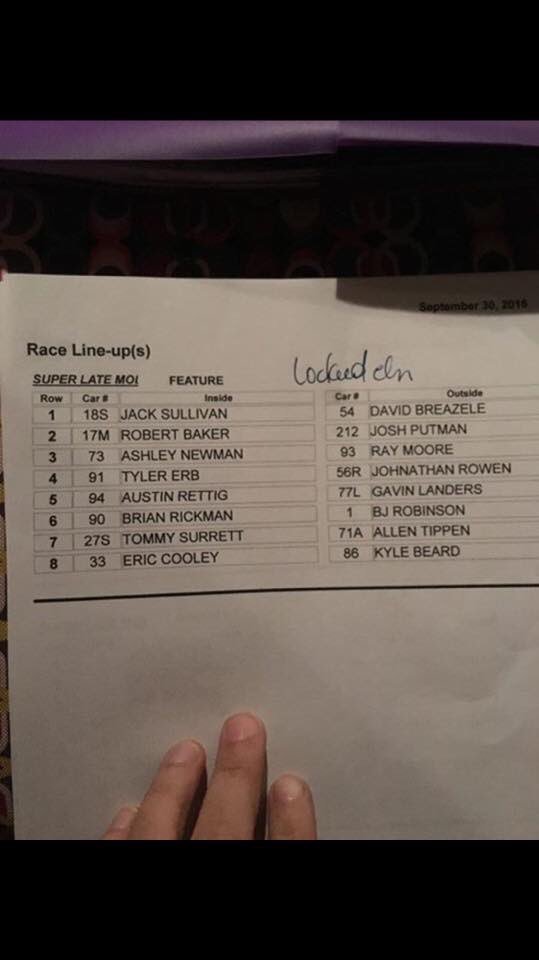 September 30, 2016
Race Line-up(s)
Locked In
SUPER LATE MOI FEATURE
Row Car # Inside Car # Outside
1 18S JACK SULLIVAN 54 DAVID BREAZELE
2 17M ROBERT BAKER 212 JOSH PUTMAN
3 73 ASHLEY NEWMAN 93 RAY MOORE
4 91 TYLER ERB 56R JOHNATHAN ROWEN
5 94 AUSTIN RETTIG 77L GAVIN LANDERS
6 90 BRIAN RICKMAN 1 BJ ROBINSON
7 27S TOMMY SURRETT 71A ALLEN TIPPEN
8 33 ERIC COOLEY 86 KYLE BEARD